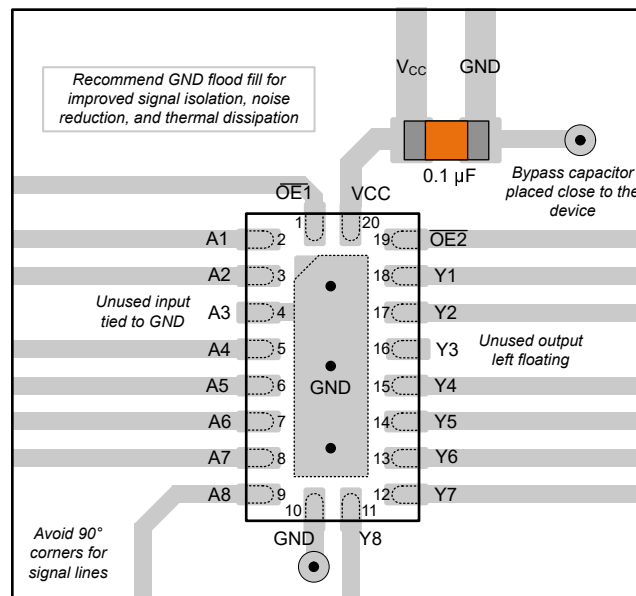 Recommend GND flood fill for
improved signal isolation, noise
reduction, and thermal dissipation
VCC GND
0.1 µF
Bypass capacitor
placed close to the
device
OE1 VCC
1 20
A1 2 19 OE2
A2 3 18 Y1
Unused input
tied to GND
A3 4 17 Y2
A4 5 16 Y3
Unused output
left floating
A5 6 GND 15 Y4
A6 7 14 Y5
A7 8 13 Y6
A8 9 12 Y7
10 11
GND Y8
Avoid 90°
corners for
signal lines